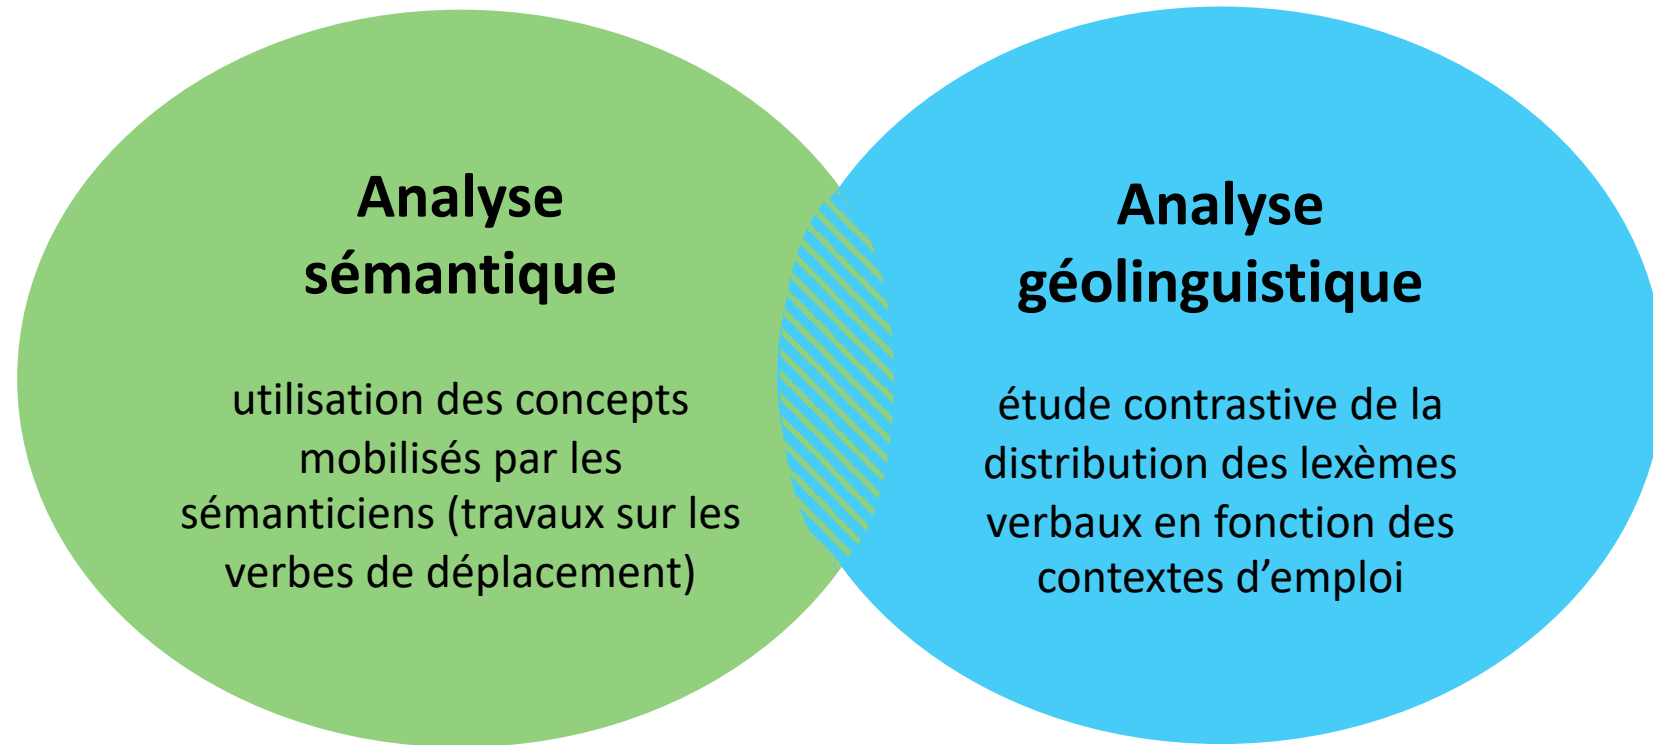 Analyse
sémantique
utilisation des concepts
mobilisés par les
sémanticiens (travaux sur les
verbes de déplacement)
Analyse
géolinguistique
étude contrastive de la
distribution des lexèmes
verbaux en fonction des
contextes d’emploi